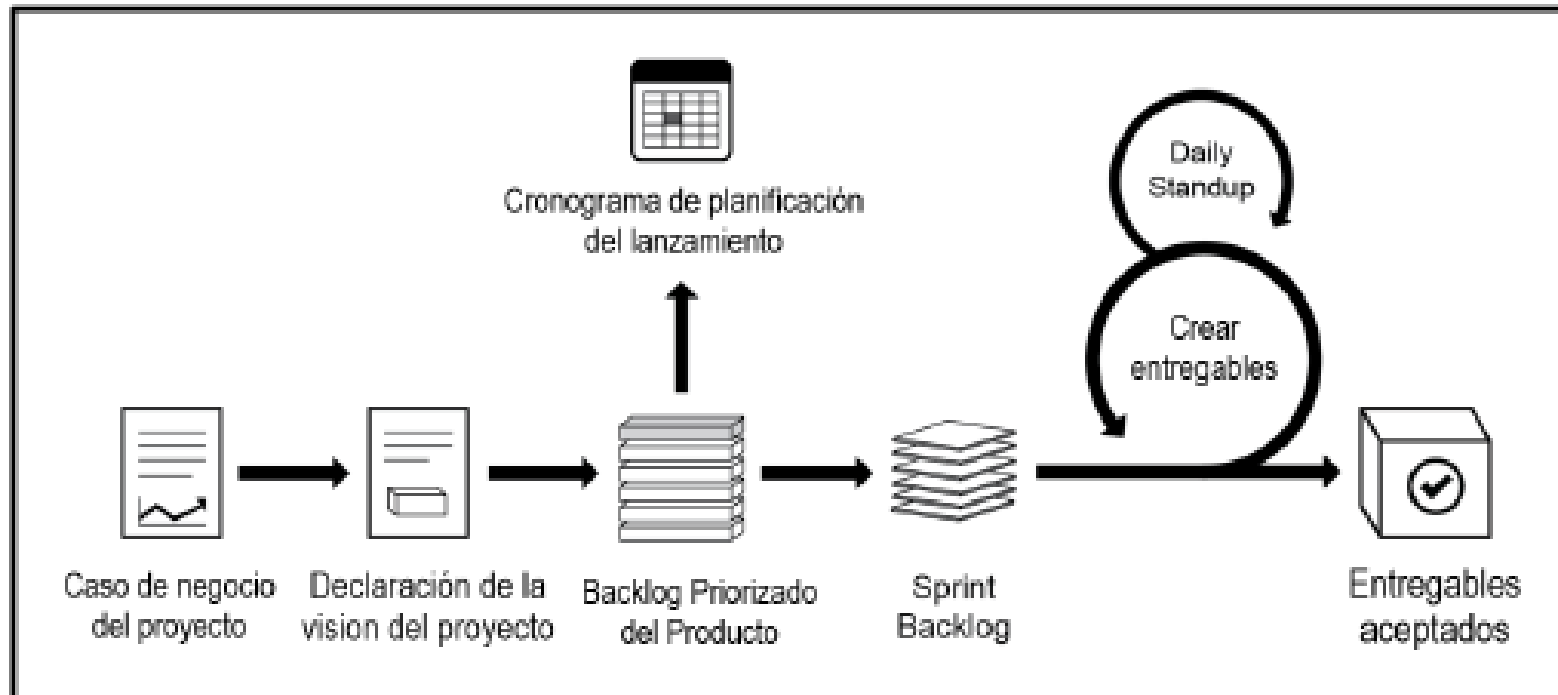 Cronograma de planificación
del lanzamiento
Daily
Standup
Crear
entregables
Caso de negocio
del proyecto
Declaración de la
vision del proyecto
Backlog Priorizado
del Producto
Sprint
Backlog
Entregables
aceptados